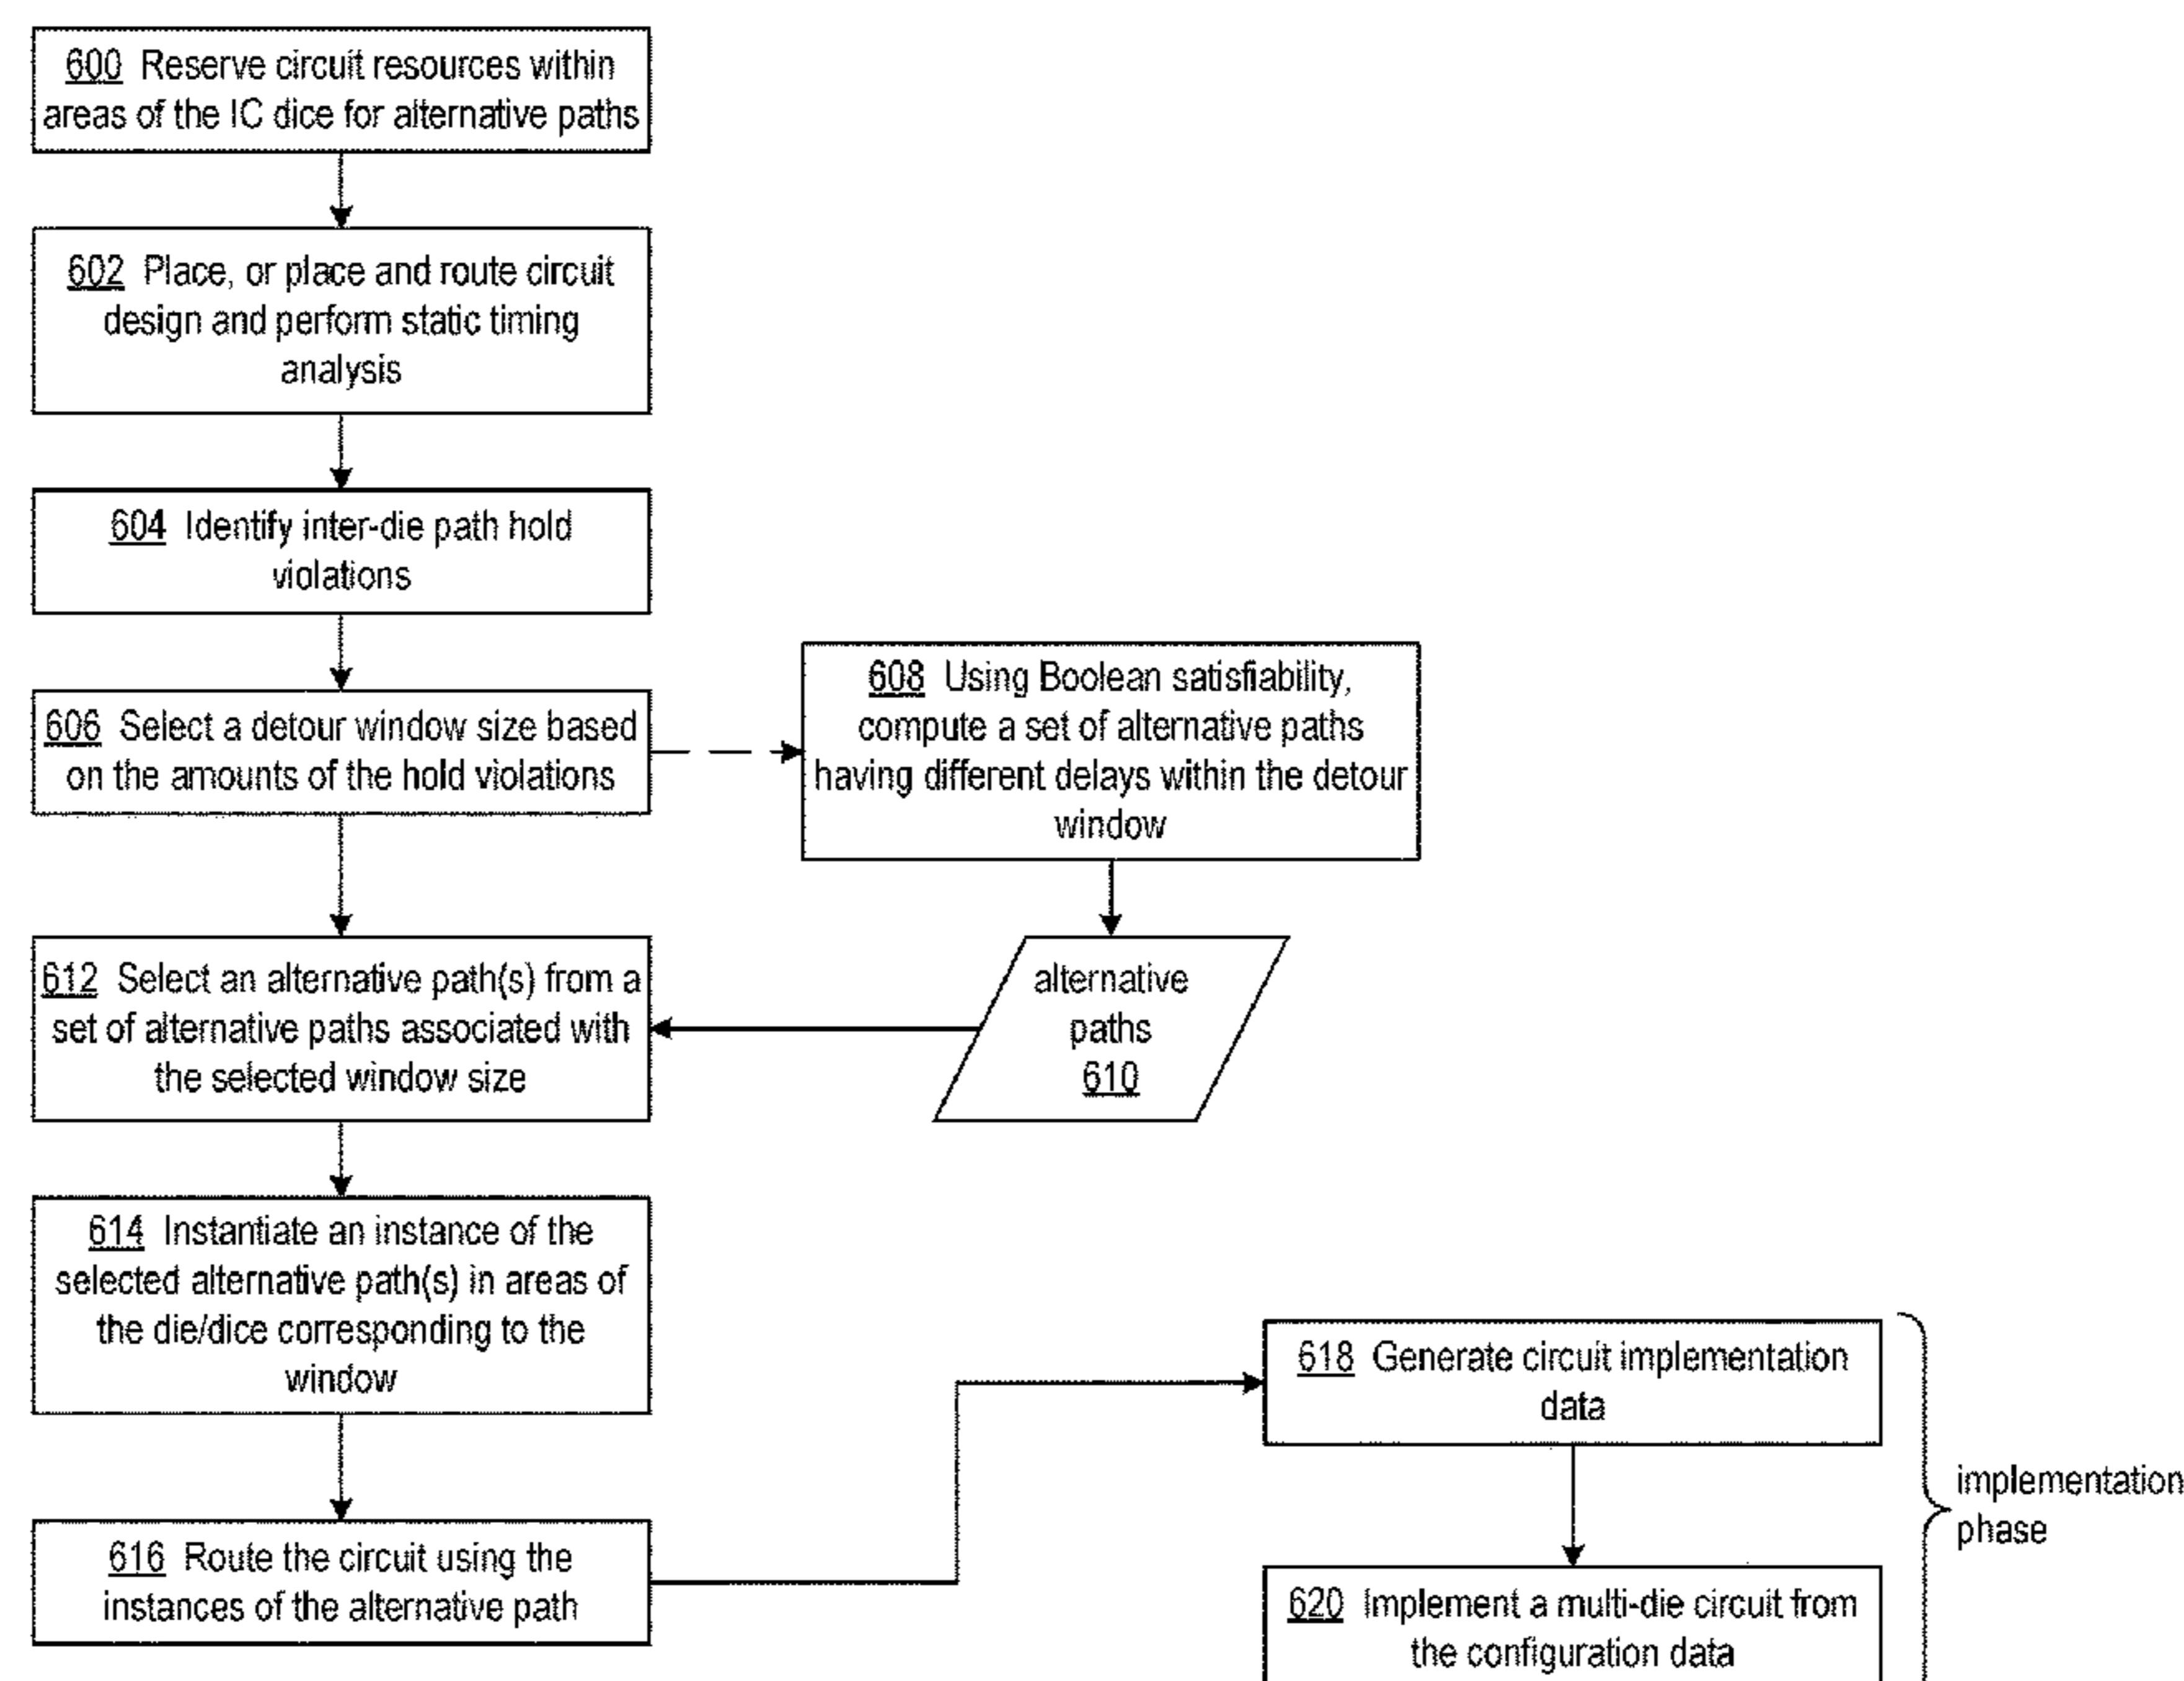 600 Reserve circuit resources within
areas of the IC dice for alternative paths
602 Place, or place and route circuit
design and perform static timing
analysis
604 Identify inter-die path hold
violations
606 Select a detour window size based
on the amounts of the hold violations
608 Using Boolean satisfiability,
compute a set of alternative paths
having different delays within the detour
window
alternative
paths
610
612 Select an alternative path(s) from a
set of alternative paths associated with
the selected window size
614 Instantiate an instance of the
selected alternative path(s) in areas of
the die/dice corresponding to the
window
616 Route the circuit using the
instances of the alternative path
618 Generate circuit implementation
data
620 Implement a multi-die circuit from
the configuration data
implementation
phase